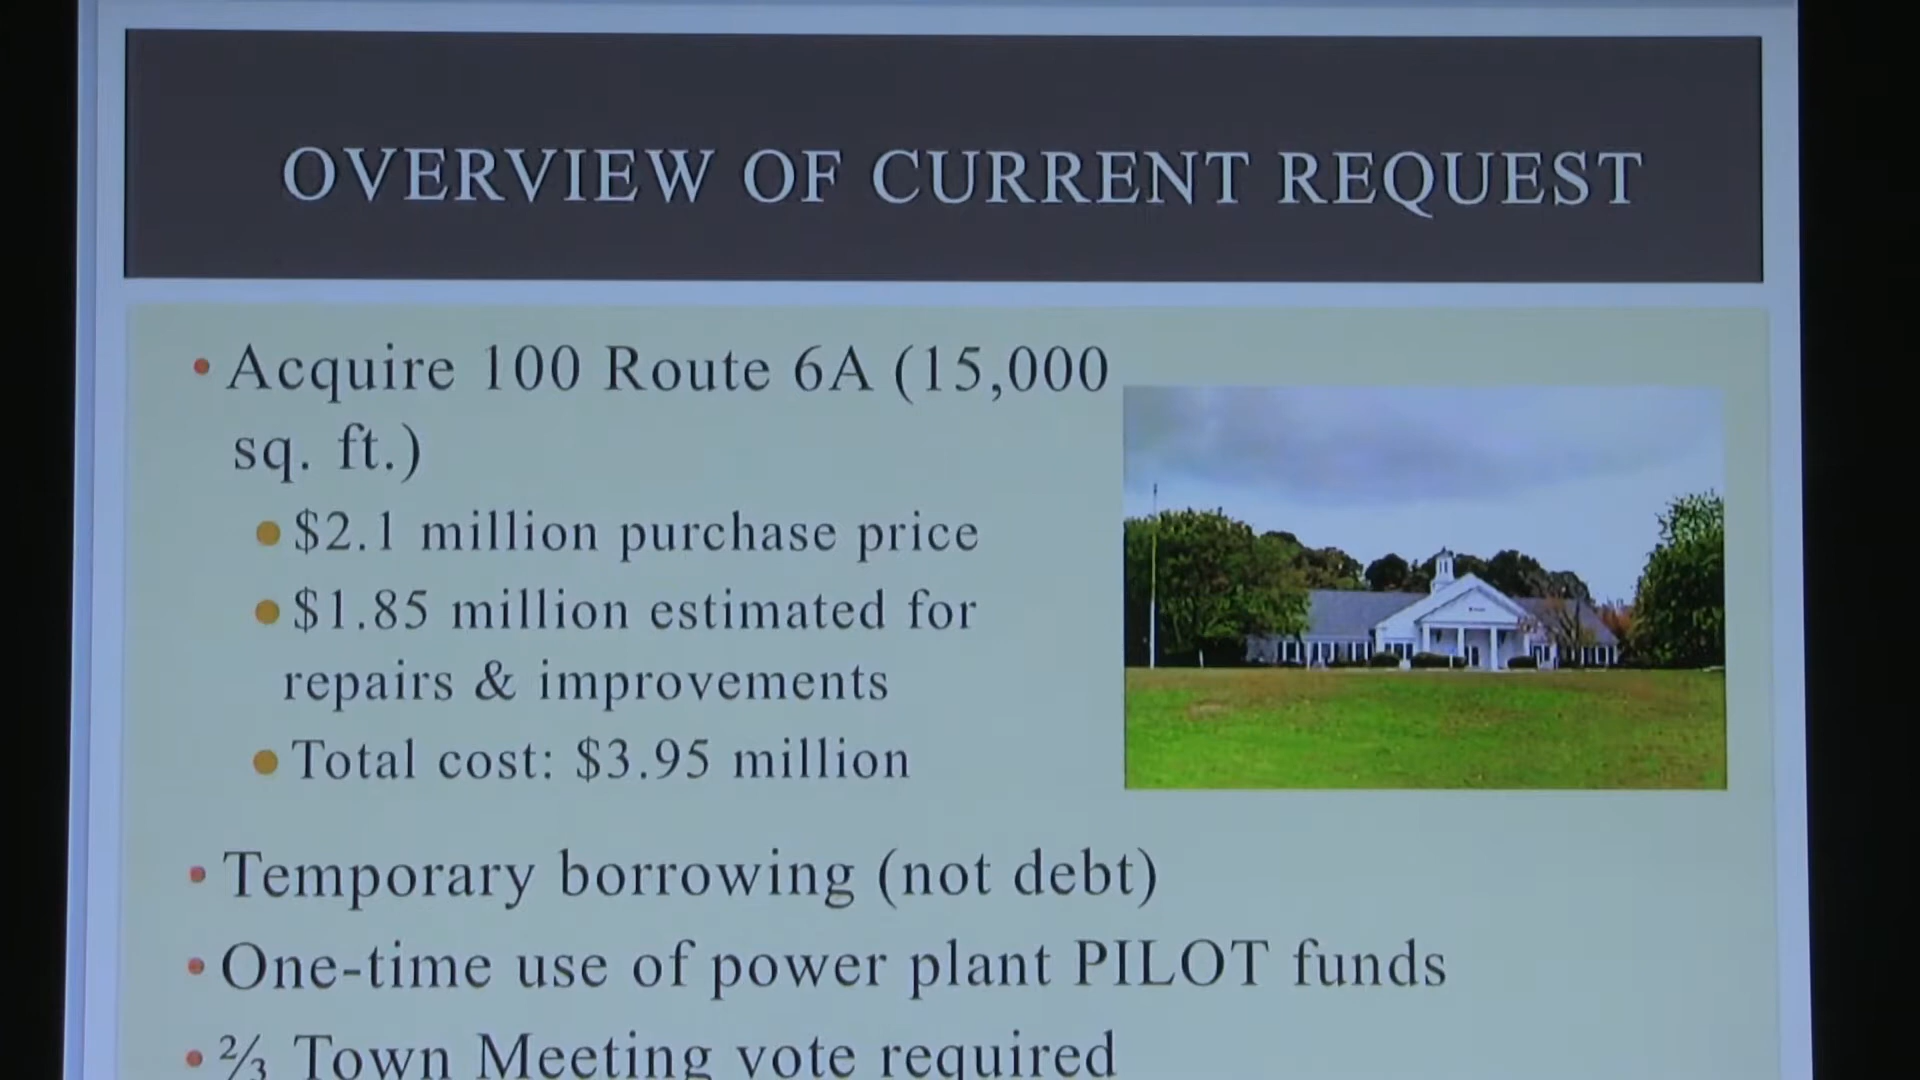 OVERVIEW OF CURRENT REQUEST
• Acquire 100 Route 6A (15,000
sq. ft.)
• $2.1 million purchase price
• $1.85 million estimated for
repairs & improvements
• Total cost: $3.95 million
• Temporary borrowing (not debt)
• One-time use of power plant PILOT funds
• ⅔ Town Meeting vote required